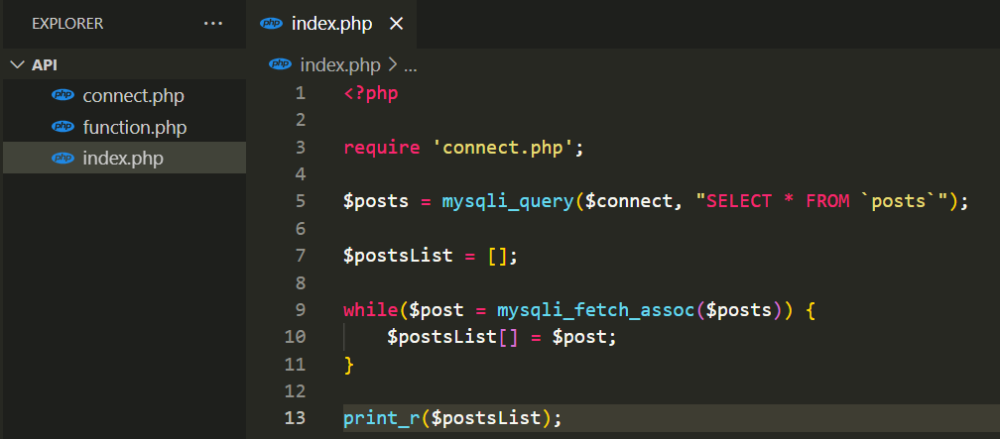 EXPLORER ...
index.php ×
API
connect.php
function.php
index.php
index.php > ...
1 <?php
2
3 require 'connect.php';
4
5 $posts = mysqli_query($connect, "SELECT * FROM `posts`");
6
7 $postsList = [];
8
9 while($post = mysqli_fetch_assoc($posts)) {
10 $postsList[] = $post;
11 }
12
13 print_r($postsList);